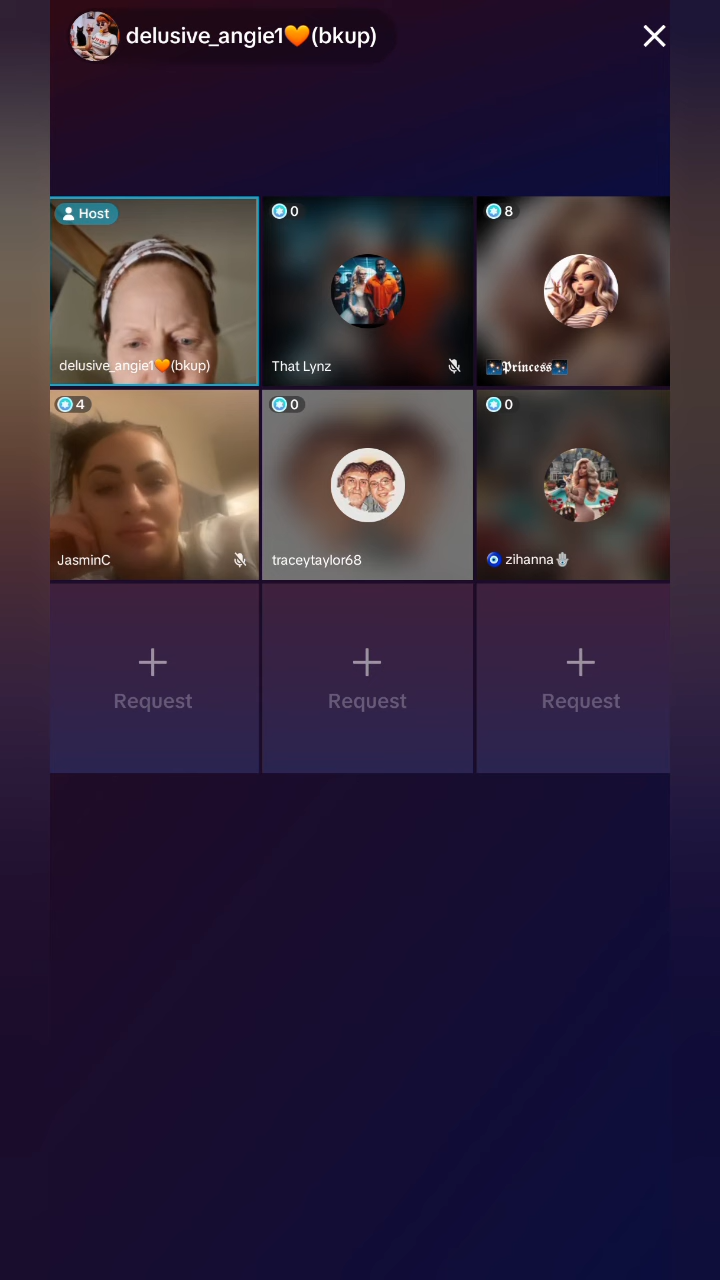 delusive_angie1🧡(bkup)
Host
delusive_angie1🧡(bkup)
0
That Lynz
8
🌠𝕻𝖗𝖎𝖓𝖈𝖊𝖘𝖘🌠
4
JasminC
0
traceytaylor68
0
🧿 zihanna🪬
Request
Request
Request